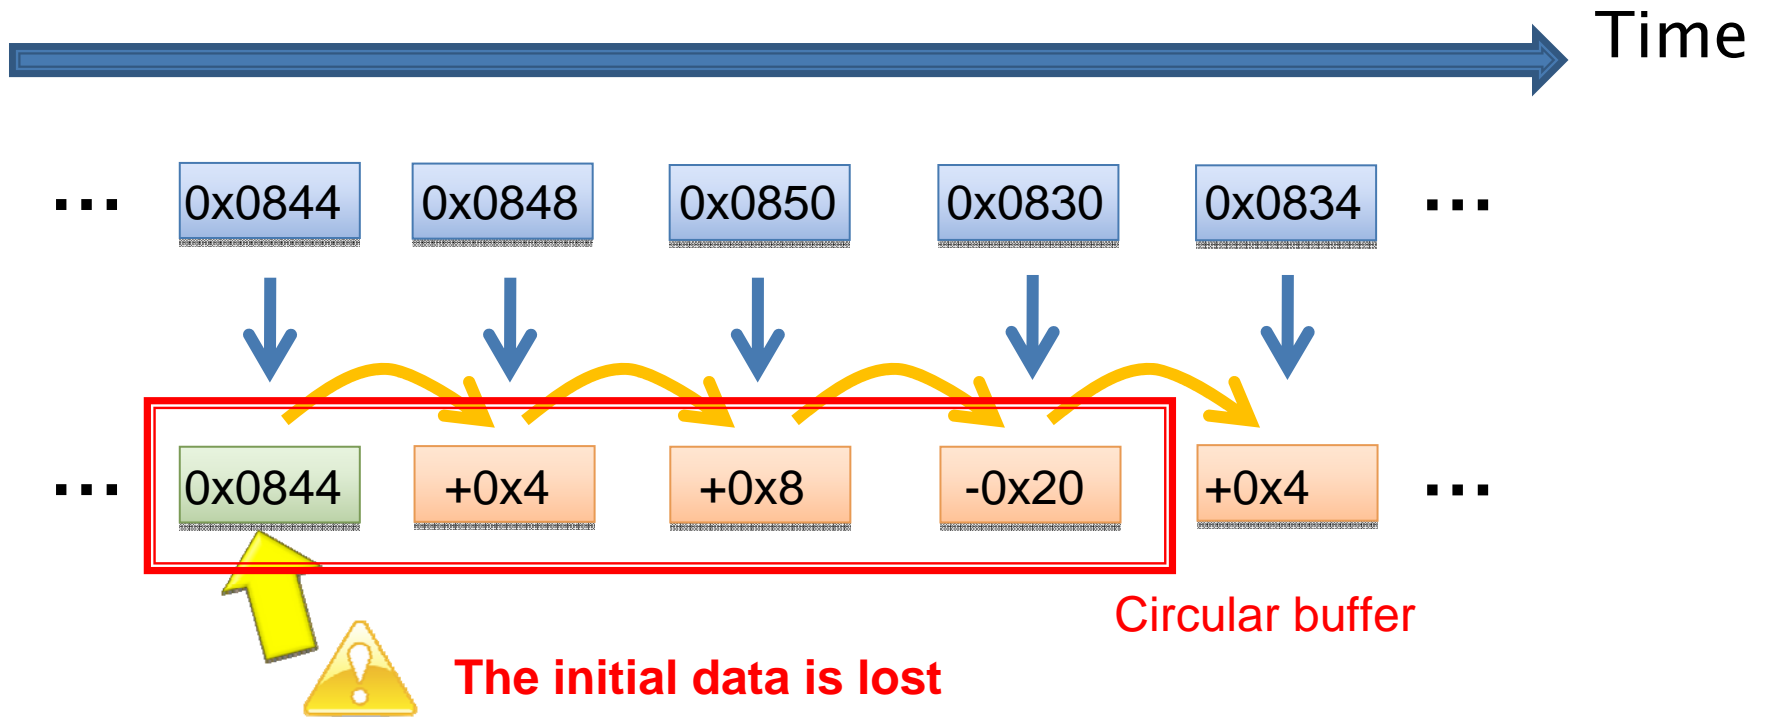 Time
... 0x0844 0x0848 0x0850 0x0830 0x0834 ...
... 0x0844 +0x4 +0x8 -0x20 +0x4 ...
Circular buffer
The initial data is lost